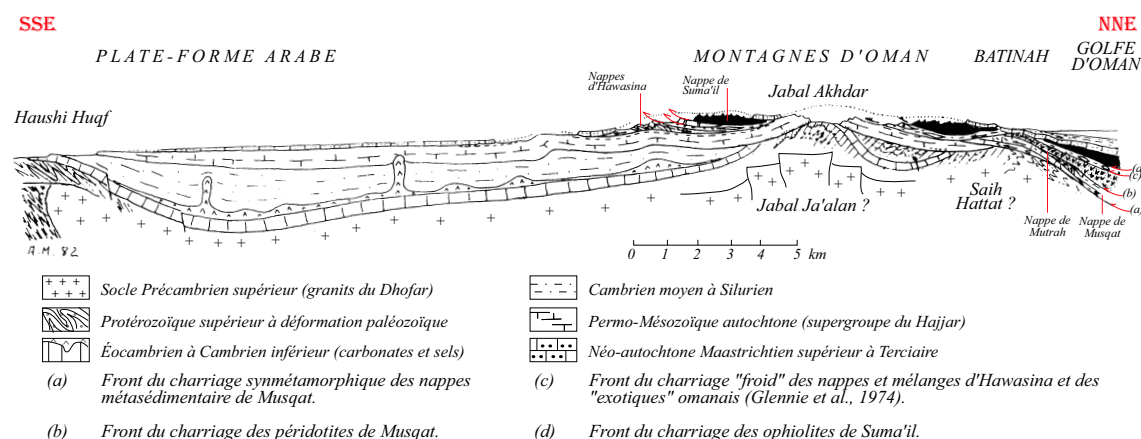 SSE
NNE
PLATE-FORME ARABE
MONTAGNES D'OMAN
BATINAH
GOLFE
D'OMAN
Nappes
d'Hawasina
Nappe de
Suma'il
Jabal Akhdar
Haushi Huqf
Jabal Ja'alan ?
Saih
Hattat ?
Nappe de
Mutrah
Nappe de
Musqat
(c)
(b)
(a)
A.M. 82
0 1 2 3 4 5 km
Socle Précambrien supérieur (granits du Dhofar)
Protérozoïque supérieur à déformation paléozoïque
Éocambrien à Cambrien inférieur (carbonates et sels)
Cambrien moyen à Silurien
Permo-Mésozoïque autochtone (supergroupe du Hajjar)
Néo-autochtone Maastrichtien supérieur à Terciaire
(a) Front du charriage synmétamorphique des nappes
métasédimentaire de Musqat.
(b) Front du charriage des péridotites de Musqat.
(c) Front du charriage "froid" des nappes et mélanges d'Hawasina et des
"exotiques" omanais (Glennie et al., 1974).
(d) Front du charriage des ophiolites de Suma'il.